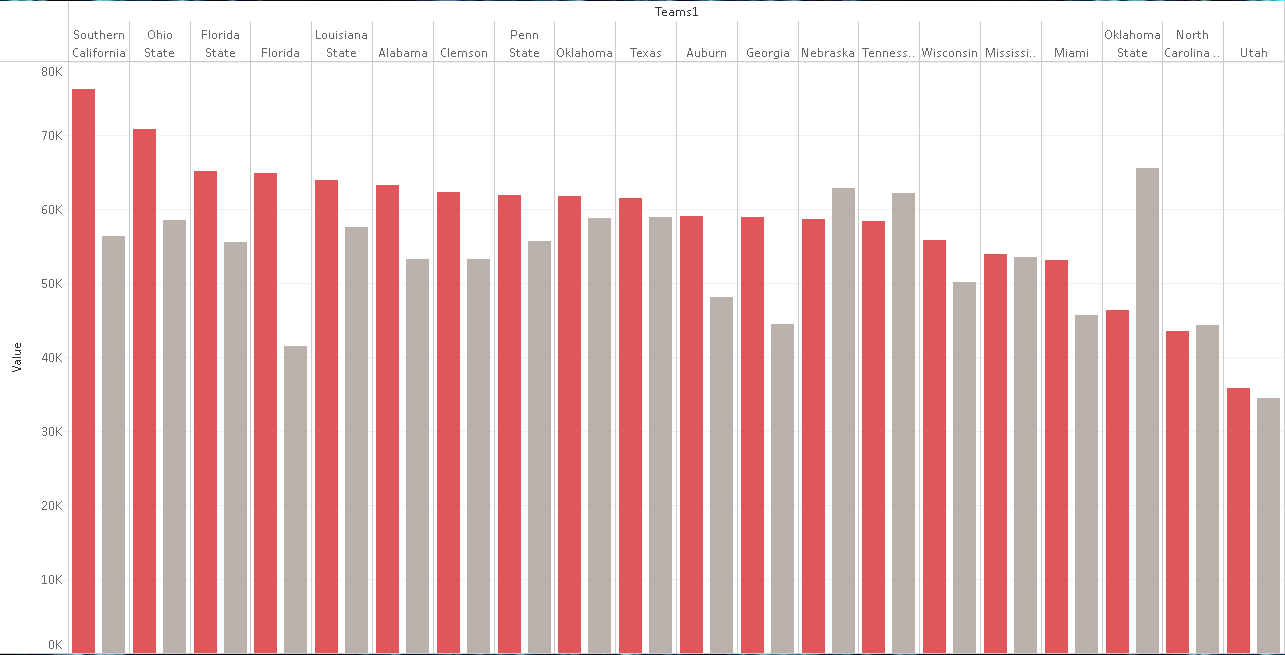 Teams1
Southern California
Ohio State
Florida State
Florida
Louisiana State
Alabama
Clemson
Penn State
Oklahoma
Texas
Auburn
Georgia
Nebraska
Tenness..
Wisconsin
Mississi..
Miami
Oklahoma State
North Carolina ..
Utah
80K
70K
60K
50K
40K
30K
20K
10K
0K
Value